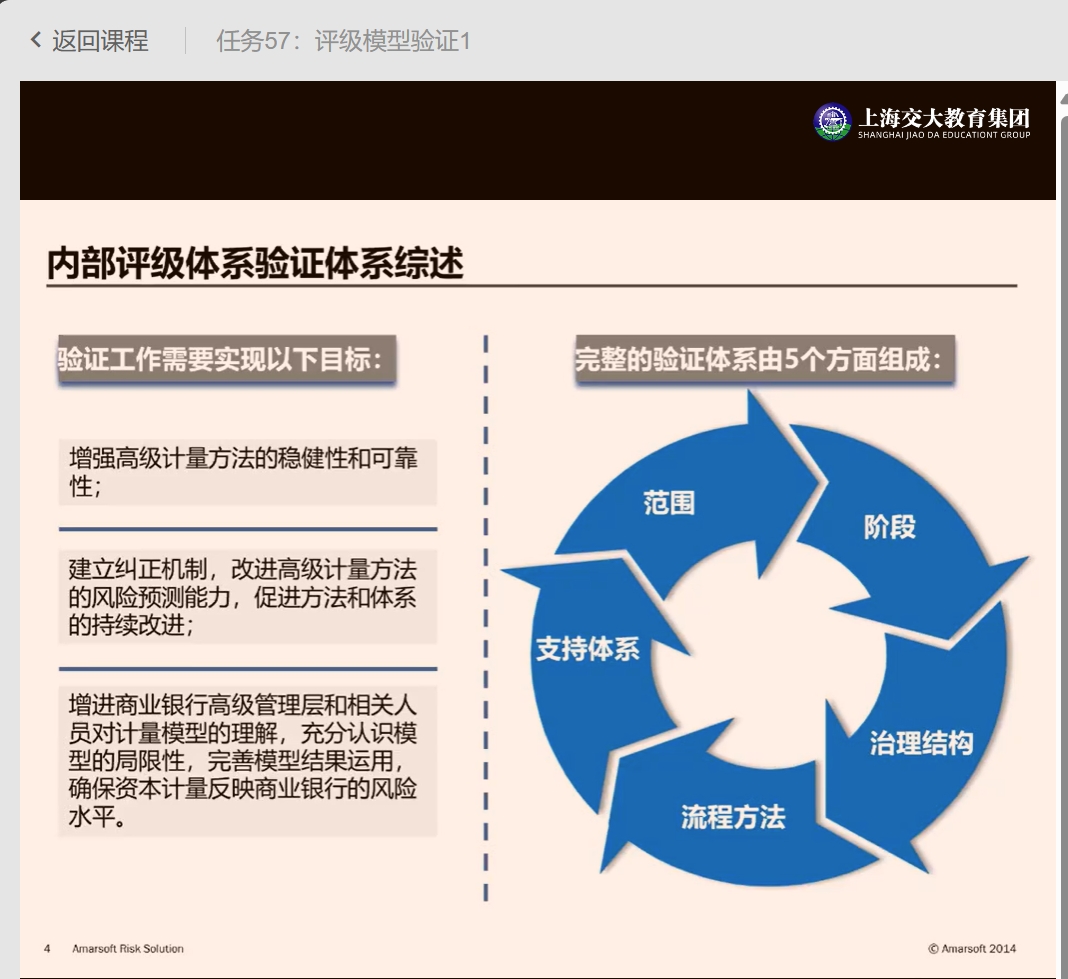 返回课程
任务57：评级模型验证1
上海交大教育集团
SHANGHAI JIAO DA EDUCATIONT GROUP
内部评级体系验证体系综述
验证工作需要实现以下目标：
增强高级计量方法的稳健性和可靠
性；
建立纠正机制，改进高级计量方法
的风险预测能力，促进方法和体系
的持续改进；
增进商业银行高级管理层和相关人
员对计量模型的理解，充分认识模
型的局限性，完善模型结果运用，
确保资本计量反映商业银行的风险
水平。
完整的验证体系由5个方面组成：
范围
阶段
治理结构
流程方法
支持体系
4 Amarsoft Risk Solution
© Amarsoft 2014